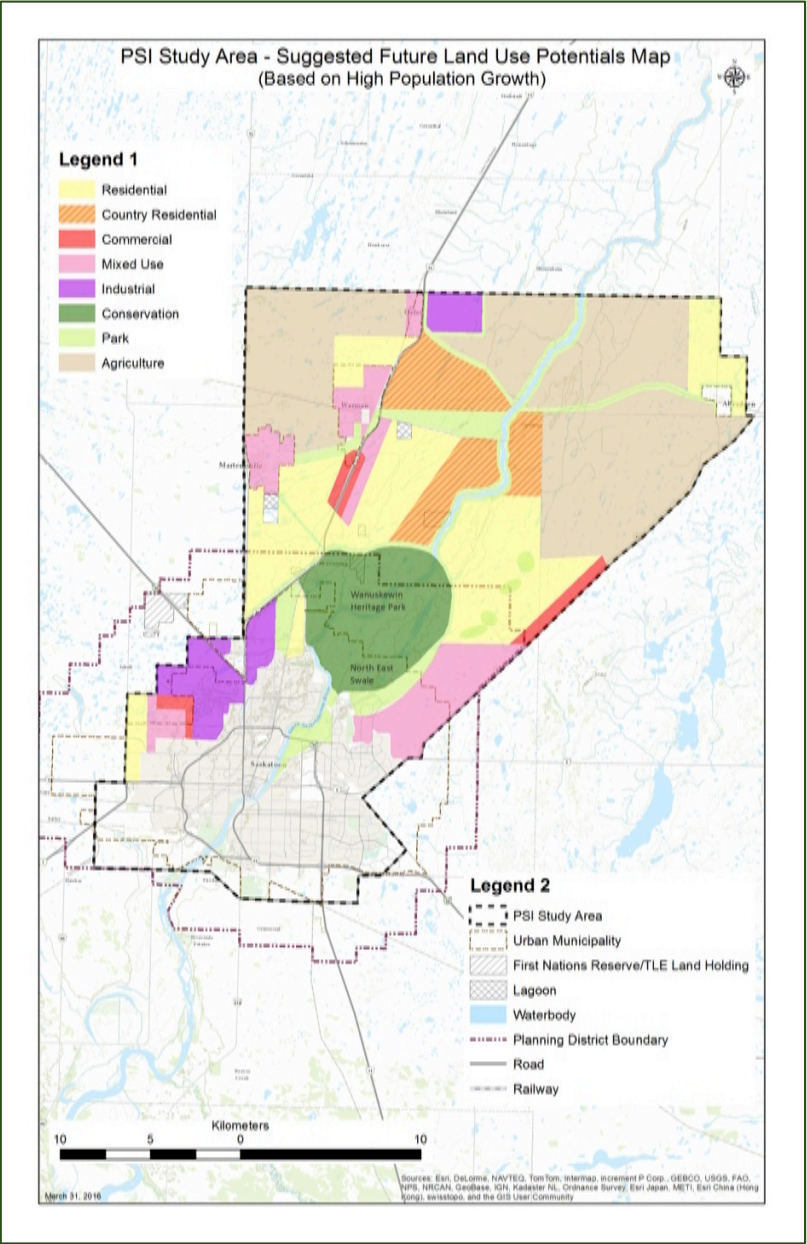 PSI Study Area - Suggested Future Land Use Potentials Map
(Based on High Population Growth)
Legend 1
Residential
Country Residential
Commercial
Mixed Use
Industrial
Conservation
Park
Agriculture
Osler
Warman
Martensville
Aberdeen
Wanuskewin
Heritage Park
North East
Swale
Saskatoon
Legend 2
PSI Study Area
Urban Municipality
First Nations Reserve/TLE Land Holding
Lagoon
Waterbody
Planning District Boundary
Road
Railway
Kilometers
10 5 0 10
March 31, 2016
Sources: Esri, DeLorme, NAVTEQ, TomTom, Intermap, increment P Corp., GEBCO, USGS, FAO,
NPS, NRCAN, GeoBase, IGN, Kadaster NL, Ordnance Survey, Esri Japan, METI, Esri China (Hong
Kong), swisstopo, and the GIS User Community